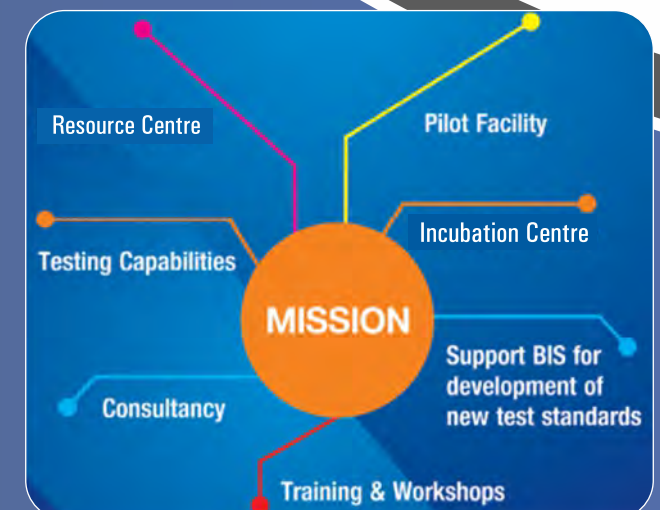 Resource Centre
Pilot Facility
Testing Capabilities
Incubation Centre
MISSION
Support BIS for
development of
new test standards
Consultancy
Training & Workshops